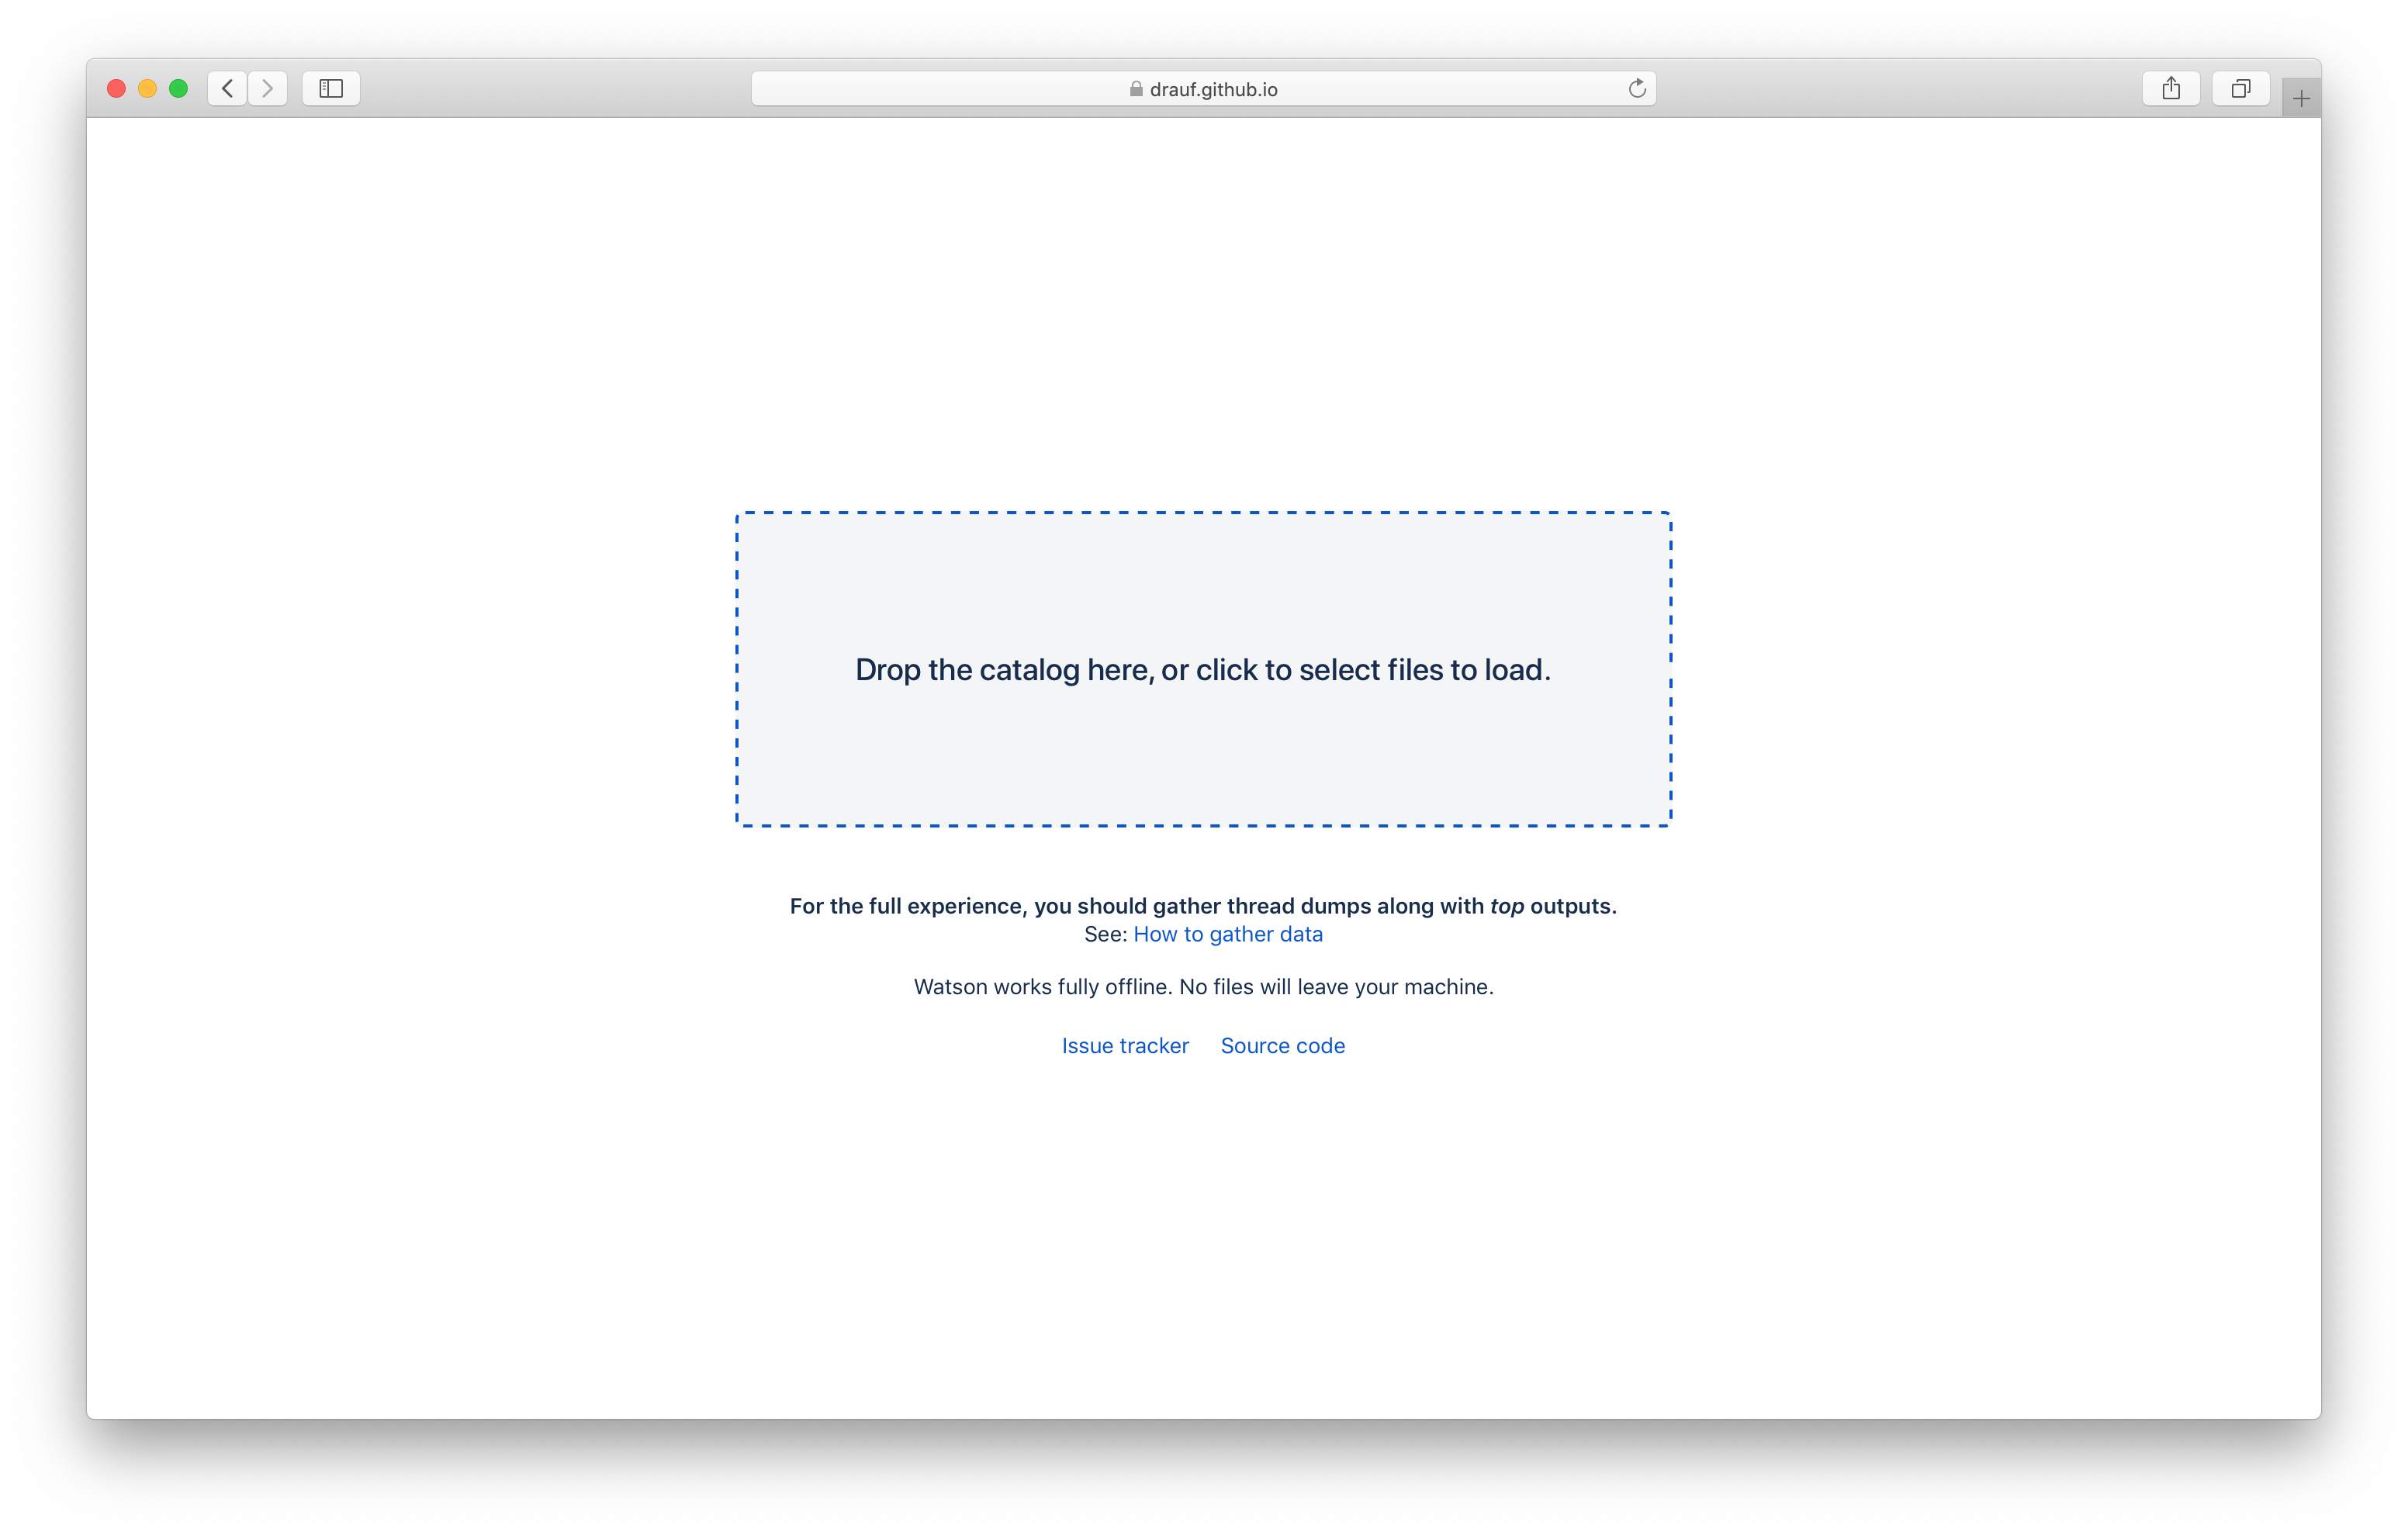 drauf.github.io
Drop the catalog here, or click to select files to load.
For the full experience, you should gather thread dumps along with top outputs.
See: How to gather data
Watson works fully offline. No files will leave your machine.
Issue tracker Source code